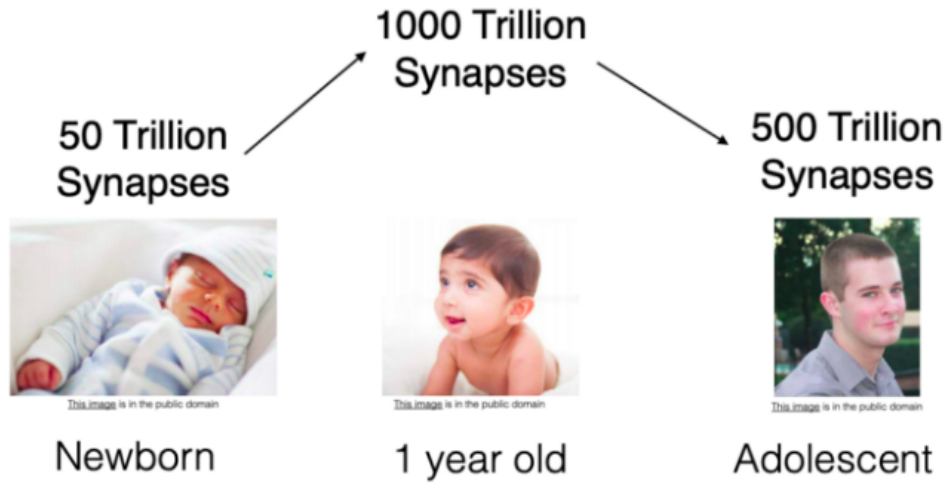 1000 Trillion
Synapses
50 Trillion
Synapses
500 Trillion
Synapses
This image is in the public domain
This image is in the public domain
This image is in the public domain
Newborn
1 year old
Adolescent